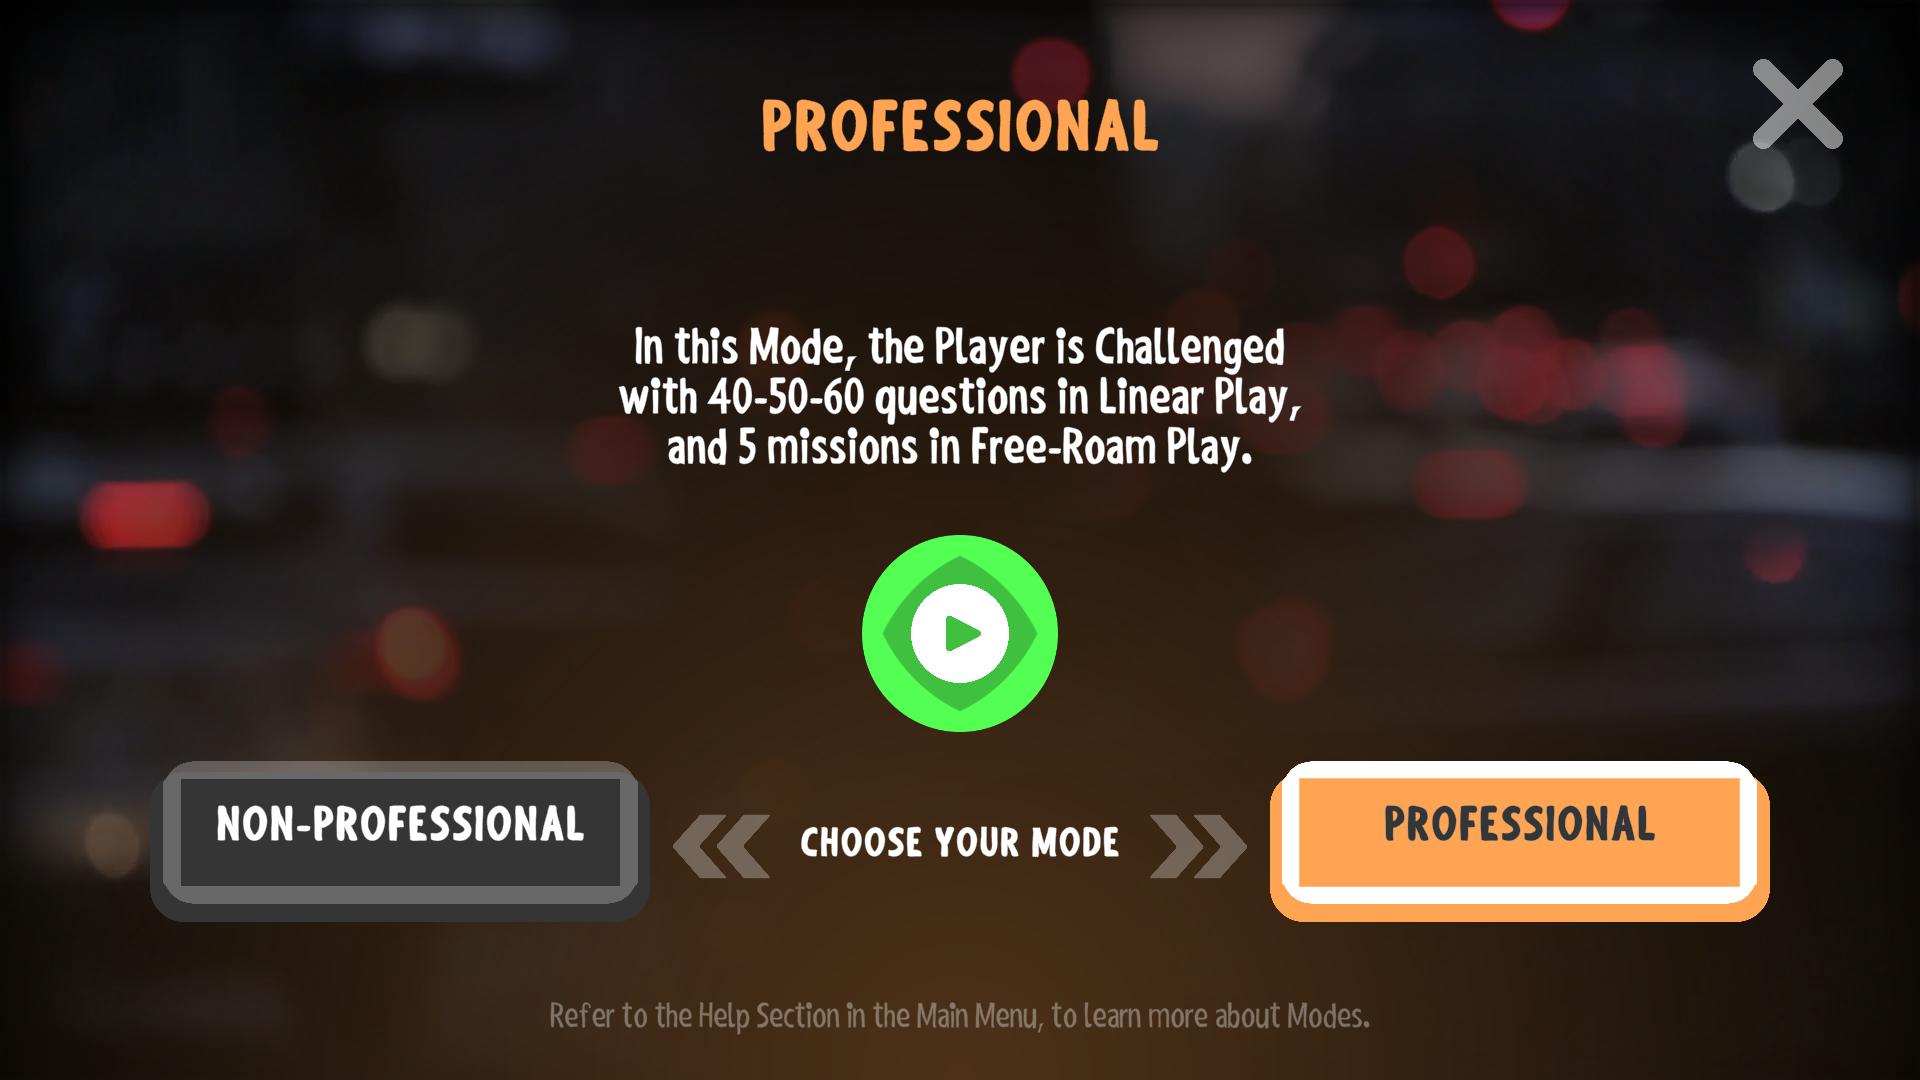 PROFESSIONAL
In this Mode, the Player is Challenged
with 40-50-60 questions in Linear Play,
and 5 missions in Free-Roam Play.
NON-PROFESSIONAL
CHOOSE YOUR MODE
PROFESSIONAL
Refer to the Help Section in the Main Menu, to learn more about Modes.